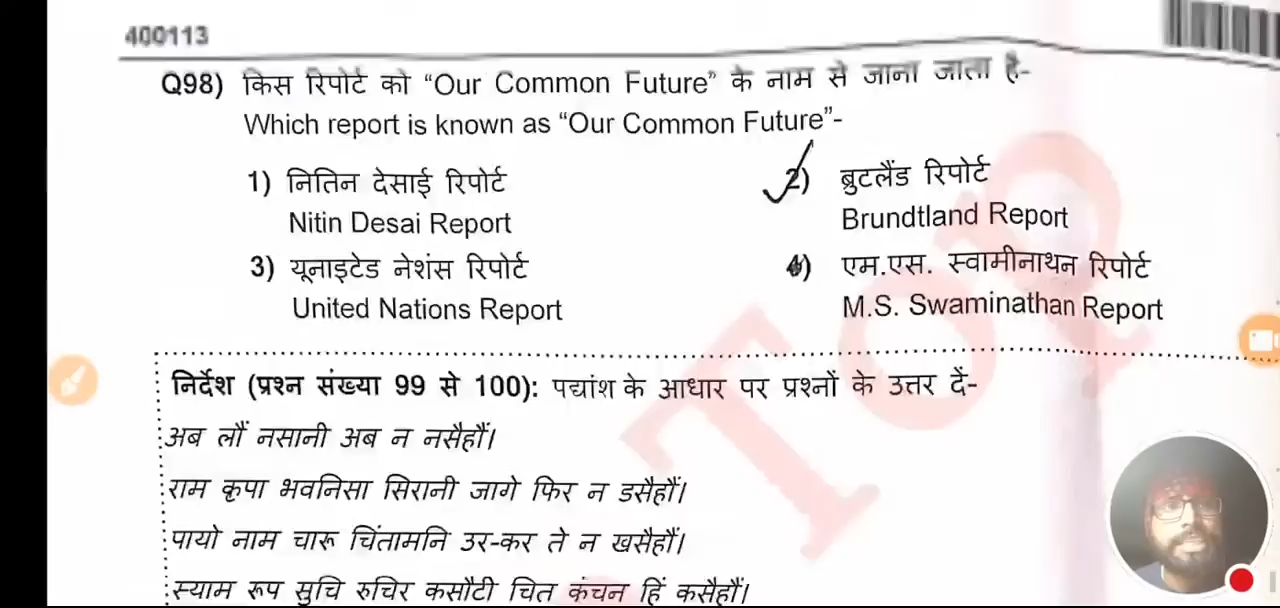 400113
Q98) किस रिपोर्ट को “Our Common Future” के नाम से जाना जाता है-
Which report is known as “Our Common Future”-
1) नितिन देसाई रिपोर्ट 2) ब्रुटलैंड रिपोर्ट
Nitin Desai Report Brundtland Report
3) यूनाइटेड नेशंस रिपोर्ट 4) एम.एस. स्वामीनाथन रिपोर्ट
United Nations Report M.S. Swaminathan Report
निर्देश (प्रश्न संख्या 99 से 100): पद्यांश के आधार पर प्रश्नों के उत्तर दें-
अब लौं नसानी अब न नसैहौं।
राम कृपा भवनिसा सिरानी जागे फिर न डसैहौं।
पायो नाम चारू चिंतामनि उर-कर ते न खसैहौं।
स्याम रूप सुचि रुचिर कसौटी चित कंचन हिं कसैहौं।
Top